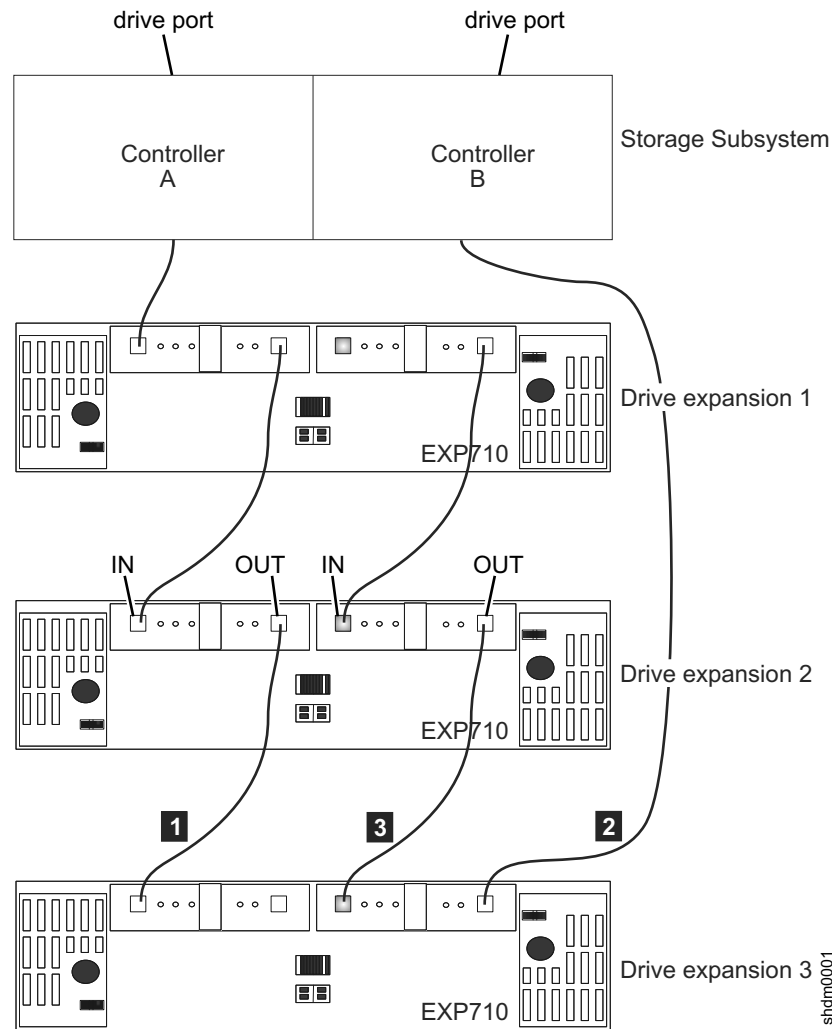 drive port
drive port
Controller
A
Controller
B
Storage Subsystem
Drive expansion 1
EXP710
IN
OUT
IN
OUT
Drive expansion 2
EXP710
1
3
2
Drive expansion 3
EXP710
shdm0001